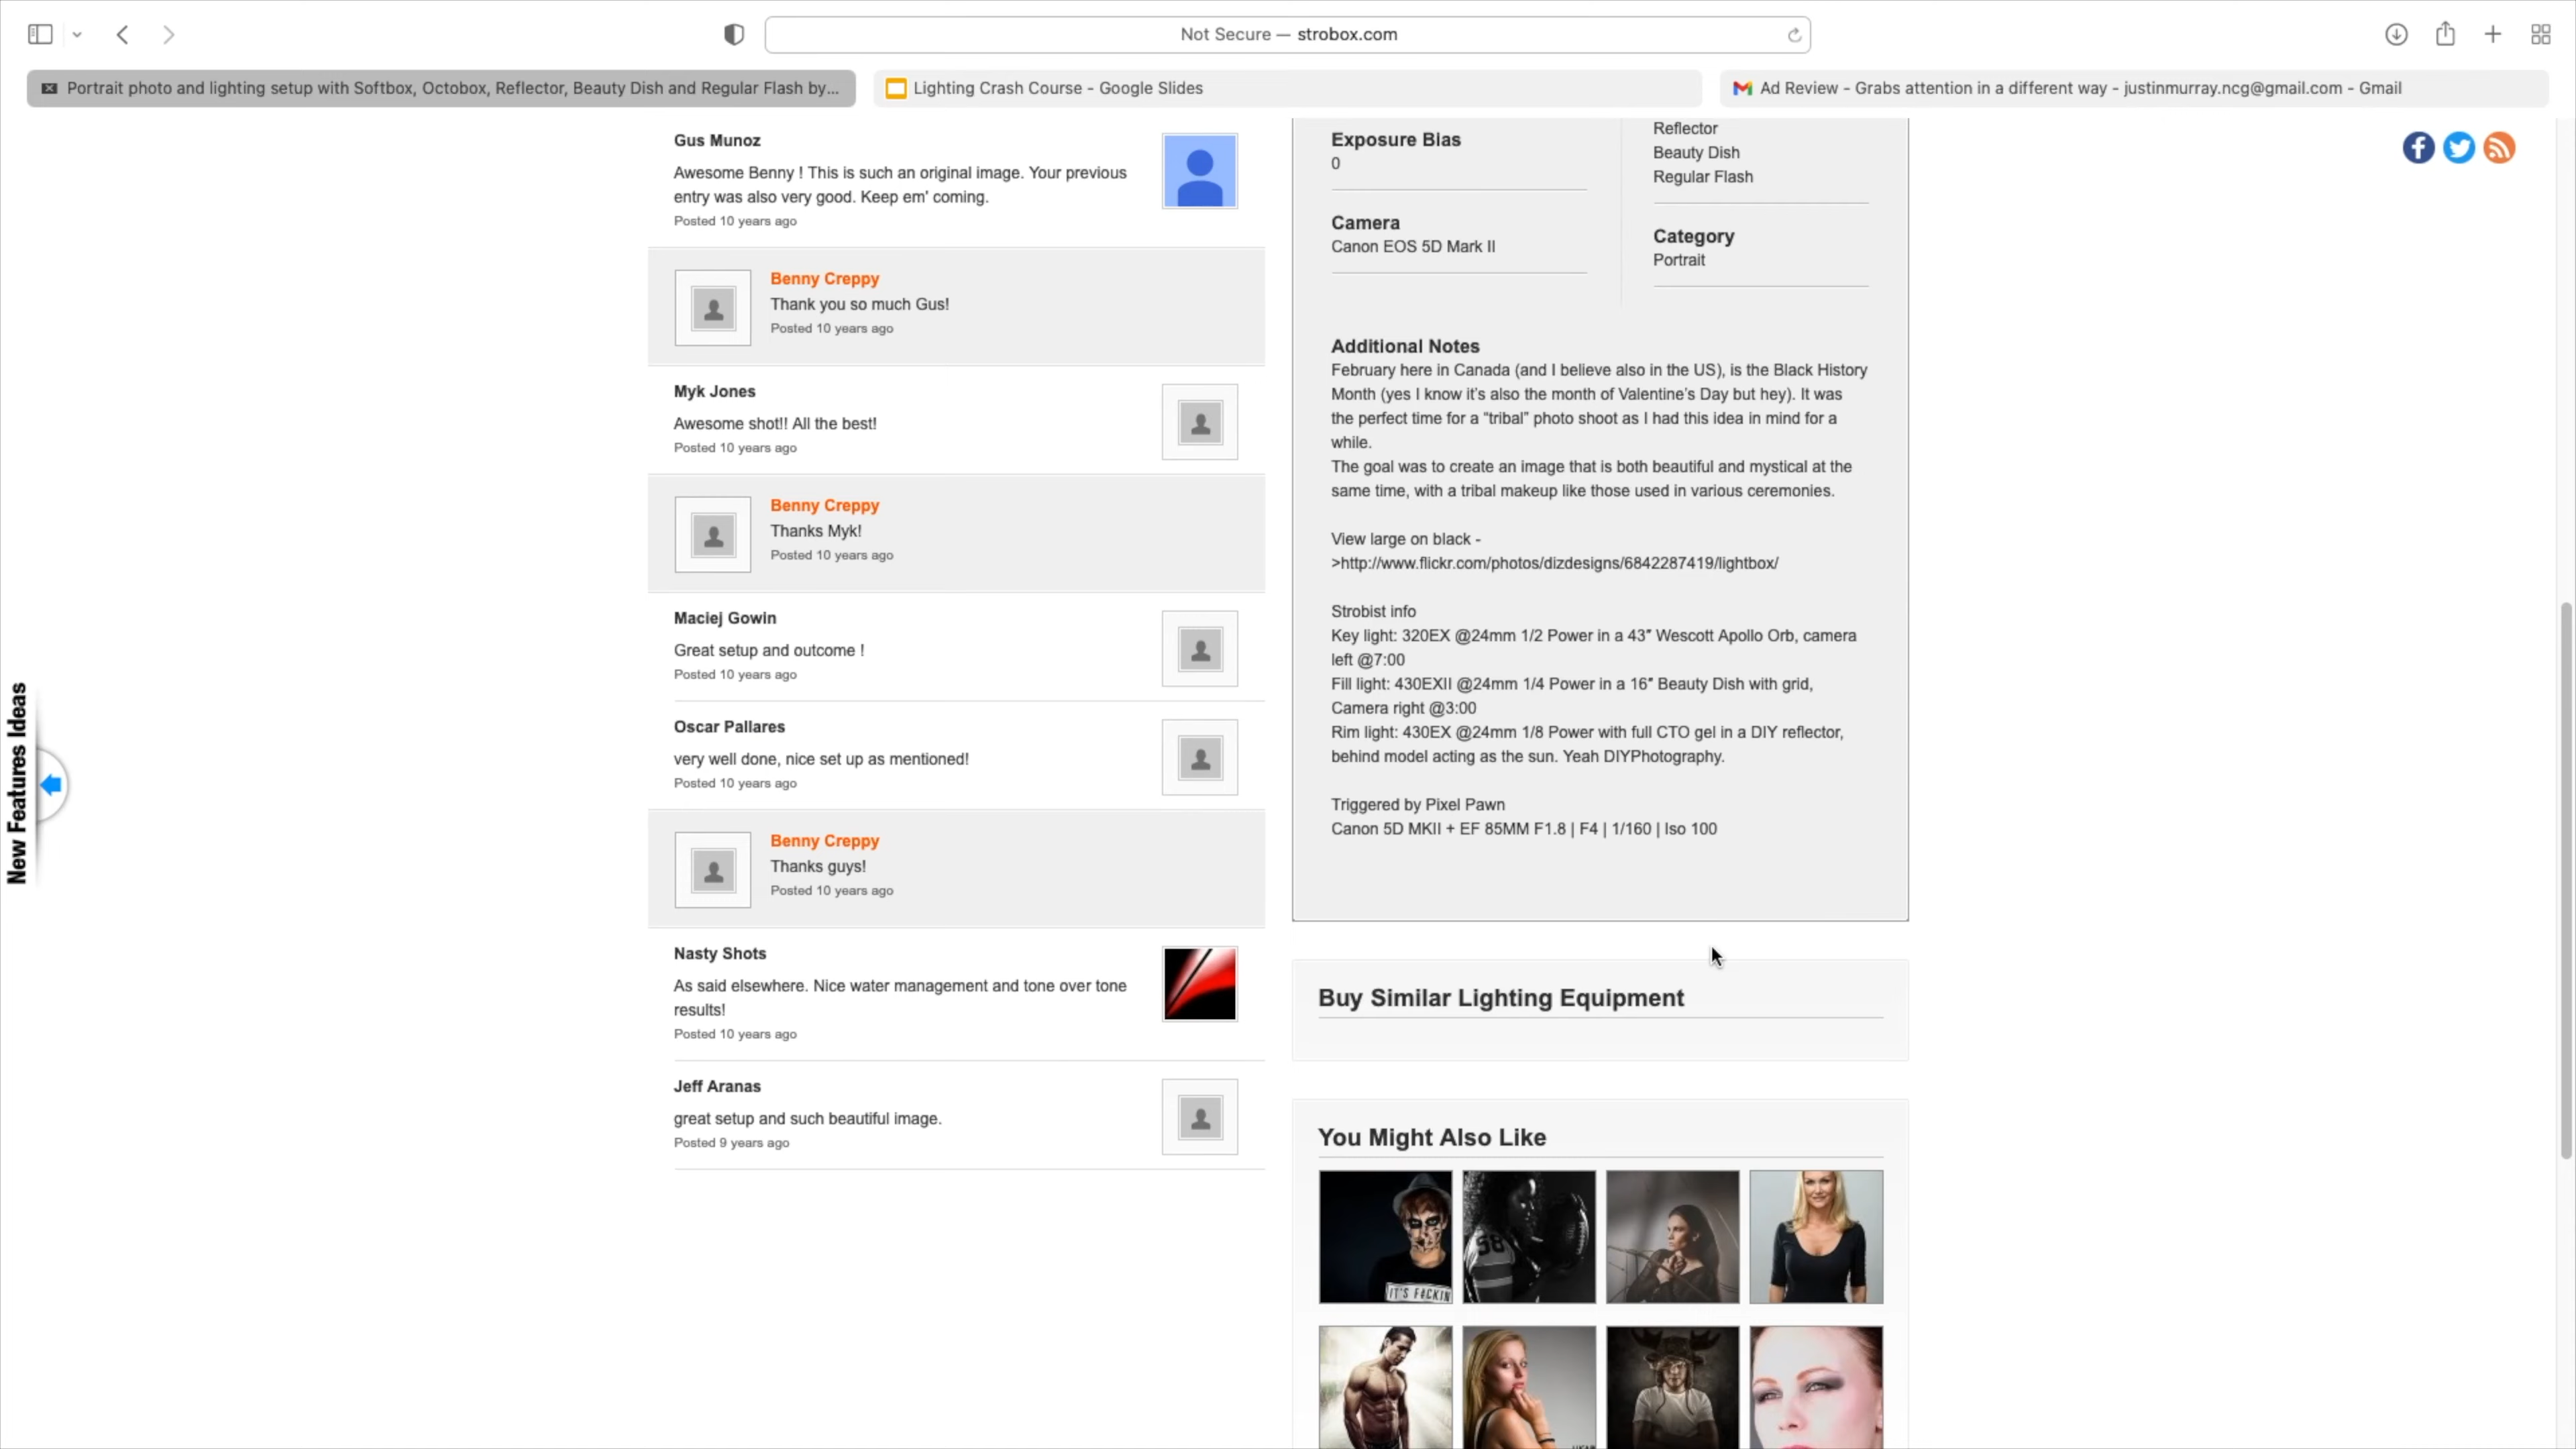 Not Secure — strobox.com
Portrait photo and lighting setup with Softbox, Octobox, Reflector, Beauty Dish and Regular Flash by...
Lighting Crash Course - Google Slides
Ad Review - Grabs attention in a different way - justinmurray.ncg@gmail.com - Gmail
Gus Munoz
Awesome Benny ! This is such an original image. Your previous
entry was also very good. Keep em' coming.
Posted 10 years ago
Benny Creppy
Thank you so much Gus!
Posted 10 years ago
Myk Jones
Awesome shot!! All the best!
Posted 10 years ago
Benny Creppy
Thanks Myk!
Posted 10 years ago
Maciej Gowin
Great setup and outcome !
Posted 10 years ago
Oscar Pallares
very well done, nice set up as mentioned!
Posted 10 years ago
Benny Creppy
Thanks guys!
Posted 10 years ago
Nasty Shots
As said elsewhere. Nice water management and tone over tone
results!
Posted 10 years ago
Jeff Aranas
great setup and such beautiful image.
Posted 9 years ago
New Features Ideas
Exposure Bias
0
Camera
Canon EOS 5D Mark II
Reflector
Beauty Dish
Regular Flash
Category
Portrait
Additional Notes
February here in Canada (and I believe also in the US), is the Black History
Month (yes I know it's also the month of Valentine's Day but hey). It was
the perfect time for a "tribal" photo shoot as I had this idea in mind for a
while.
The goal was to create an image that is both beautiful and mystical at the
same time, with a tribal makeup like those used in various ceremonies.
View large on black -
>http://www.flickr.com/photos/dizdesigns/6842287419/lightbox/
Strobist info
Key light: 320EX @24mm 1/2 Power in a 43″ Wescott Apollo Orb, camera
left @7:00
Fill light: 430EXII @24mm 1/4 Power in a 16″ Beauty Dish with grid,
Camera right @3:00
Rim light: 430EX @24mm 1/8 Power with full CTO gel in a DIY reflector,
behind model acting as the sun. Yeah DIYPhotography.
Triggered by Pixel Pawn
Canon 5D MKII + EF 85MM F1.8 | F4 | 1/160 | Iso 100
Buy Similar Lighting Equipment
You Might Also Like
IT'S F#CKIN
58